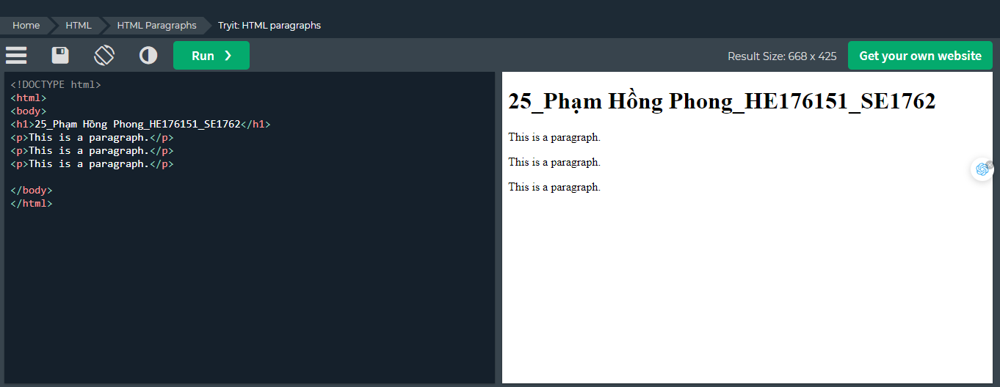 Home HTML HTML Paragraphs Tryit: HTML paragraphs
Run ❯ Result Size: 668 x 425 Get your own website
<!DOCTYPE html>
<html>
<body>
<h1>25_Phạm Hồng Phong_HE176151_SE1762</h1>
<p>This is a paragraph.</p>
<p>This is a paragraph.</p>
<p>This is a paragraph.</p>
</body>
</html>
25_Phạm Hồng Phong_HE176151_SE1762
This is a paragraph.
This is a paragraph.
This is a paragraph.